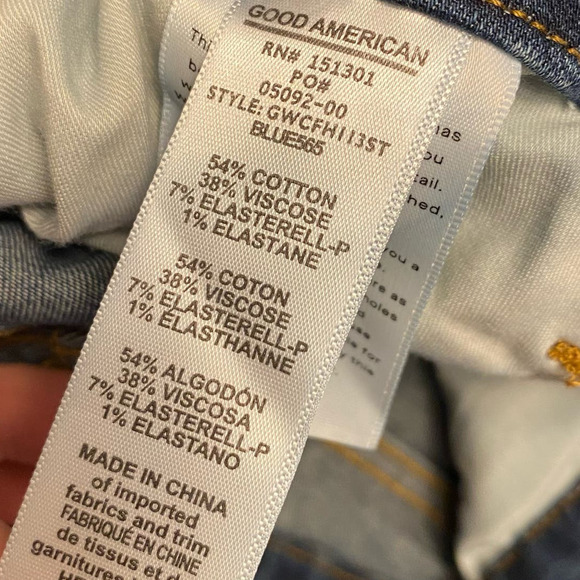 GOOD AMERICAN
RN# 151301
PO#
05092-00
STYLE: GWCFH113ST
BLUE565
54% COTTON
38% VISCOSE
7% ELASTERELL-P
1% ELASTANE
54% COTON
38% VISCOSE
7% ELASTERELL-P
1% ELASTHANNE
54% ALGODÓN
38% VISCOSA
7% ELASTERELL-P
1% ELASTANO
MADE IN CHINA
of imported
fabrics and trim
FABRIQUÉ EN CHINE
de tissus et de
garnitures